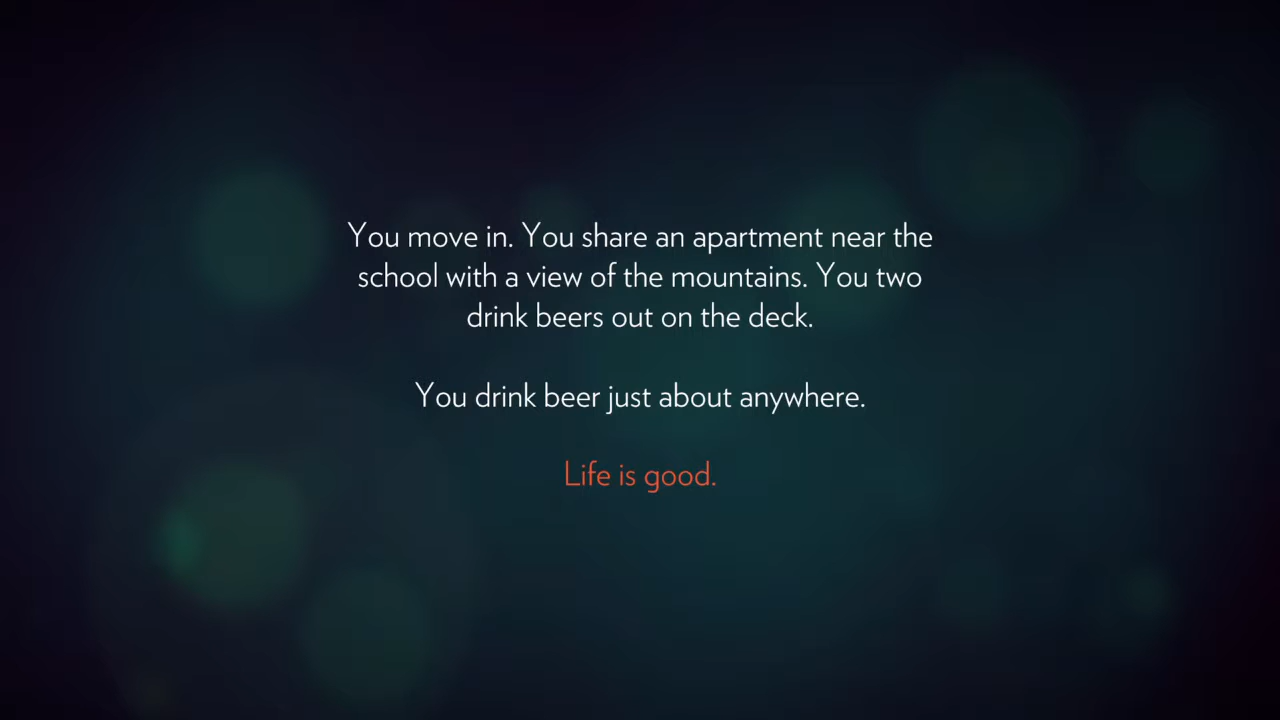 You move in. You share an apartment near the
school with a view of the mountains. You two
drink beers out on the deck.
You drink beer just about anywhere.
Life is good.